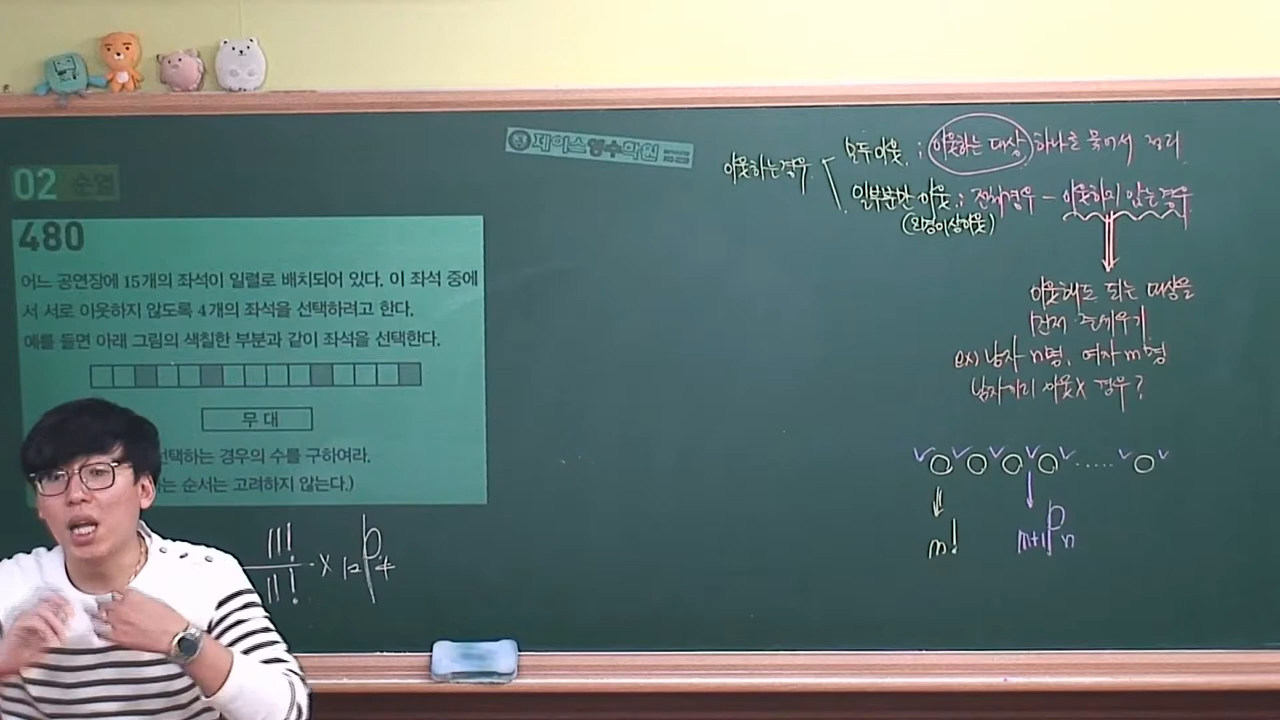 제이스영수학원
02 순열
480
어느 공연장에 15개의 좌석이 일렬로 배치되어 있다. 이 좌석 중에
서 서로 이웃하지 않도록 4개의 좌석을 선택하려고 한다.
예를 들면 아래 그림의 색칠한 부분과 같이 좌석을 선택한다.
무 대
선택하는 경우의 수를 구하여라.
는 순서는 고려하지 않는다.)
11!
11!
× 12P4
이웃하는경우
모두이웃 : 이웃하는 대상 하나로 묶어서 정리
일부분만 이웃 : 전체경우 - 이웃하지 않는경우
이웃해도 되는 대상을
먼저 줄세우기
ex) 남자 n명, 여자 m명
남자끼리 이웃X 경우?
m!
m+1Pn